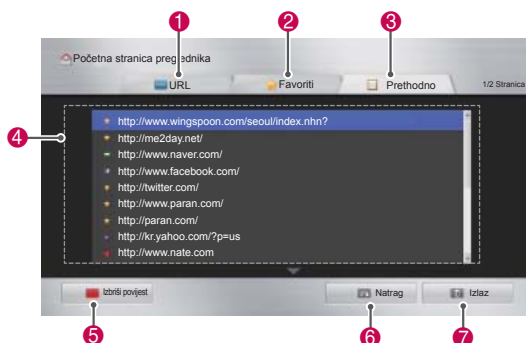 1 2 3
Početna stranica preglednika
URL Favoriti Prethodno 1/2 Stranica
4
http://www.wingspoon.com/seoul/index.nhn?
http://me2day.net/
http://www.naver.com/
http://www.facebook.com/
http://twitter.com/
http://www.paran.com/
http://paran.com/
http://kr.yahoo.com/?p=us
http://www.nate.com
Izbriši povijest Natrag Izlaz
5 6 7